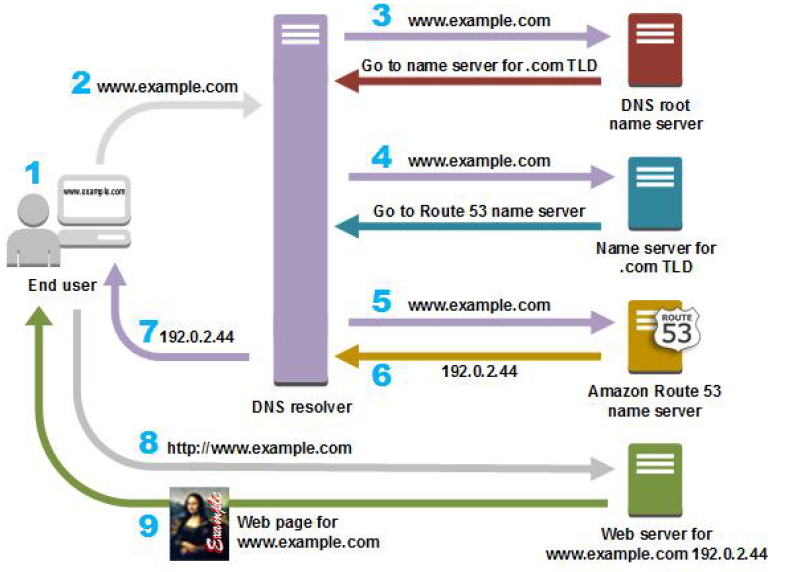 3 www.example.com
Go to name server for .com TLD
DNS root
name server
2 www.example.com
1
www.example.com
End user
4 www.example.com
Go to Route 53 name server
Name server for
.com TLD
5 www.example.com
ROUTE
53
6 192.0.2.44
Amazon Route 53
name server
7 192.0.2.44
DNS resolver
8 http://www.example.com
9
Example
Web page for
www.example.com
Web server for
www.example.com 192.0.2.44